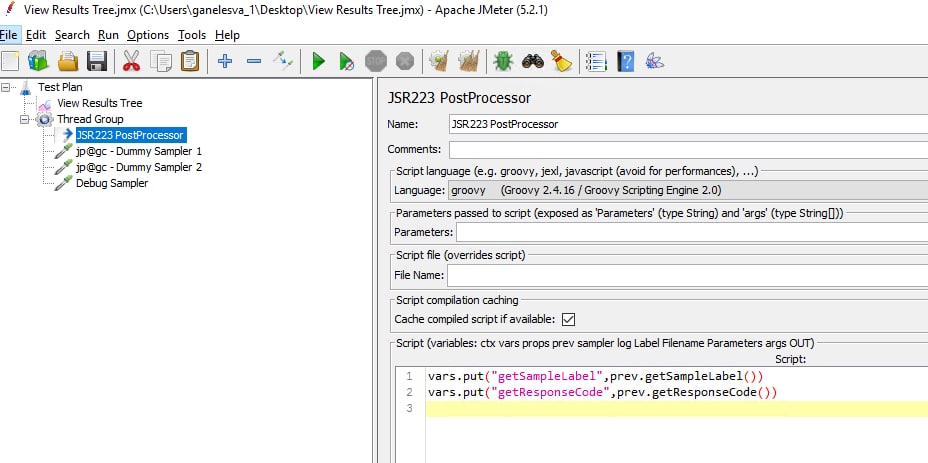 View Results Tree.jmx (C:\Users\ganelesva_1\Desktop\View Results Tree.jmx) - Apache JMeter (5.2.1)
File Edit Search Run Options Tools Help
STOP
?
Test Plan
View Results Tree
Thread Group
JSR223 PostProcessor
jp@gc - Dummy Sampler 1
jp@gc - Dummy Sampler 2
Debug Sampler
JSR223 PostProcessor
Name: JSR223 PostProcessor
Comments:
Script language (e.g. groovy, jexl, javascript (avoid for performances), ...)
Language: groovy (Groovy 2.4.16 / Groovy Scripting Engine 2.0)
Parameters passed to script (exposed as 'Parameters' (type String) and 'args' (type String[]))
Parameters:
Script file (overrides script)
File Name:
Script compilation caching
Cache compiled script if available:
Script (variables: ctx vars props prev sampler log Label Filename Parameters args OUT)
Script:
1 vars.put("getSampleLabel",prev.getSampleLabel())
2 vars.put("getResponseCode",prev.getResponseCode())
3